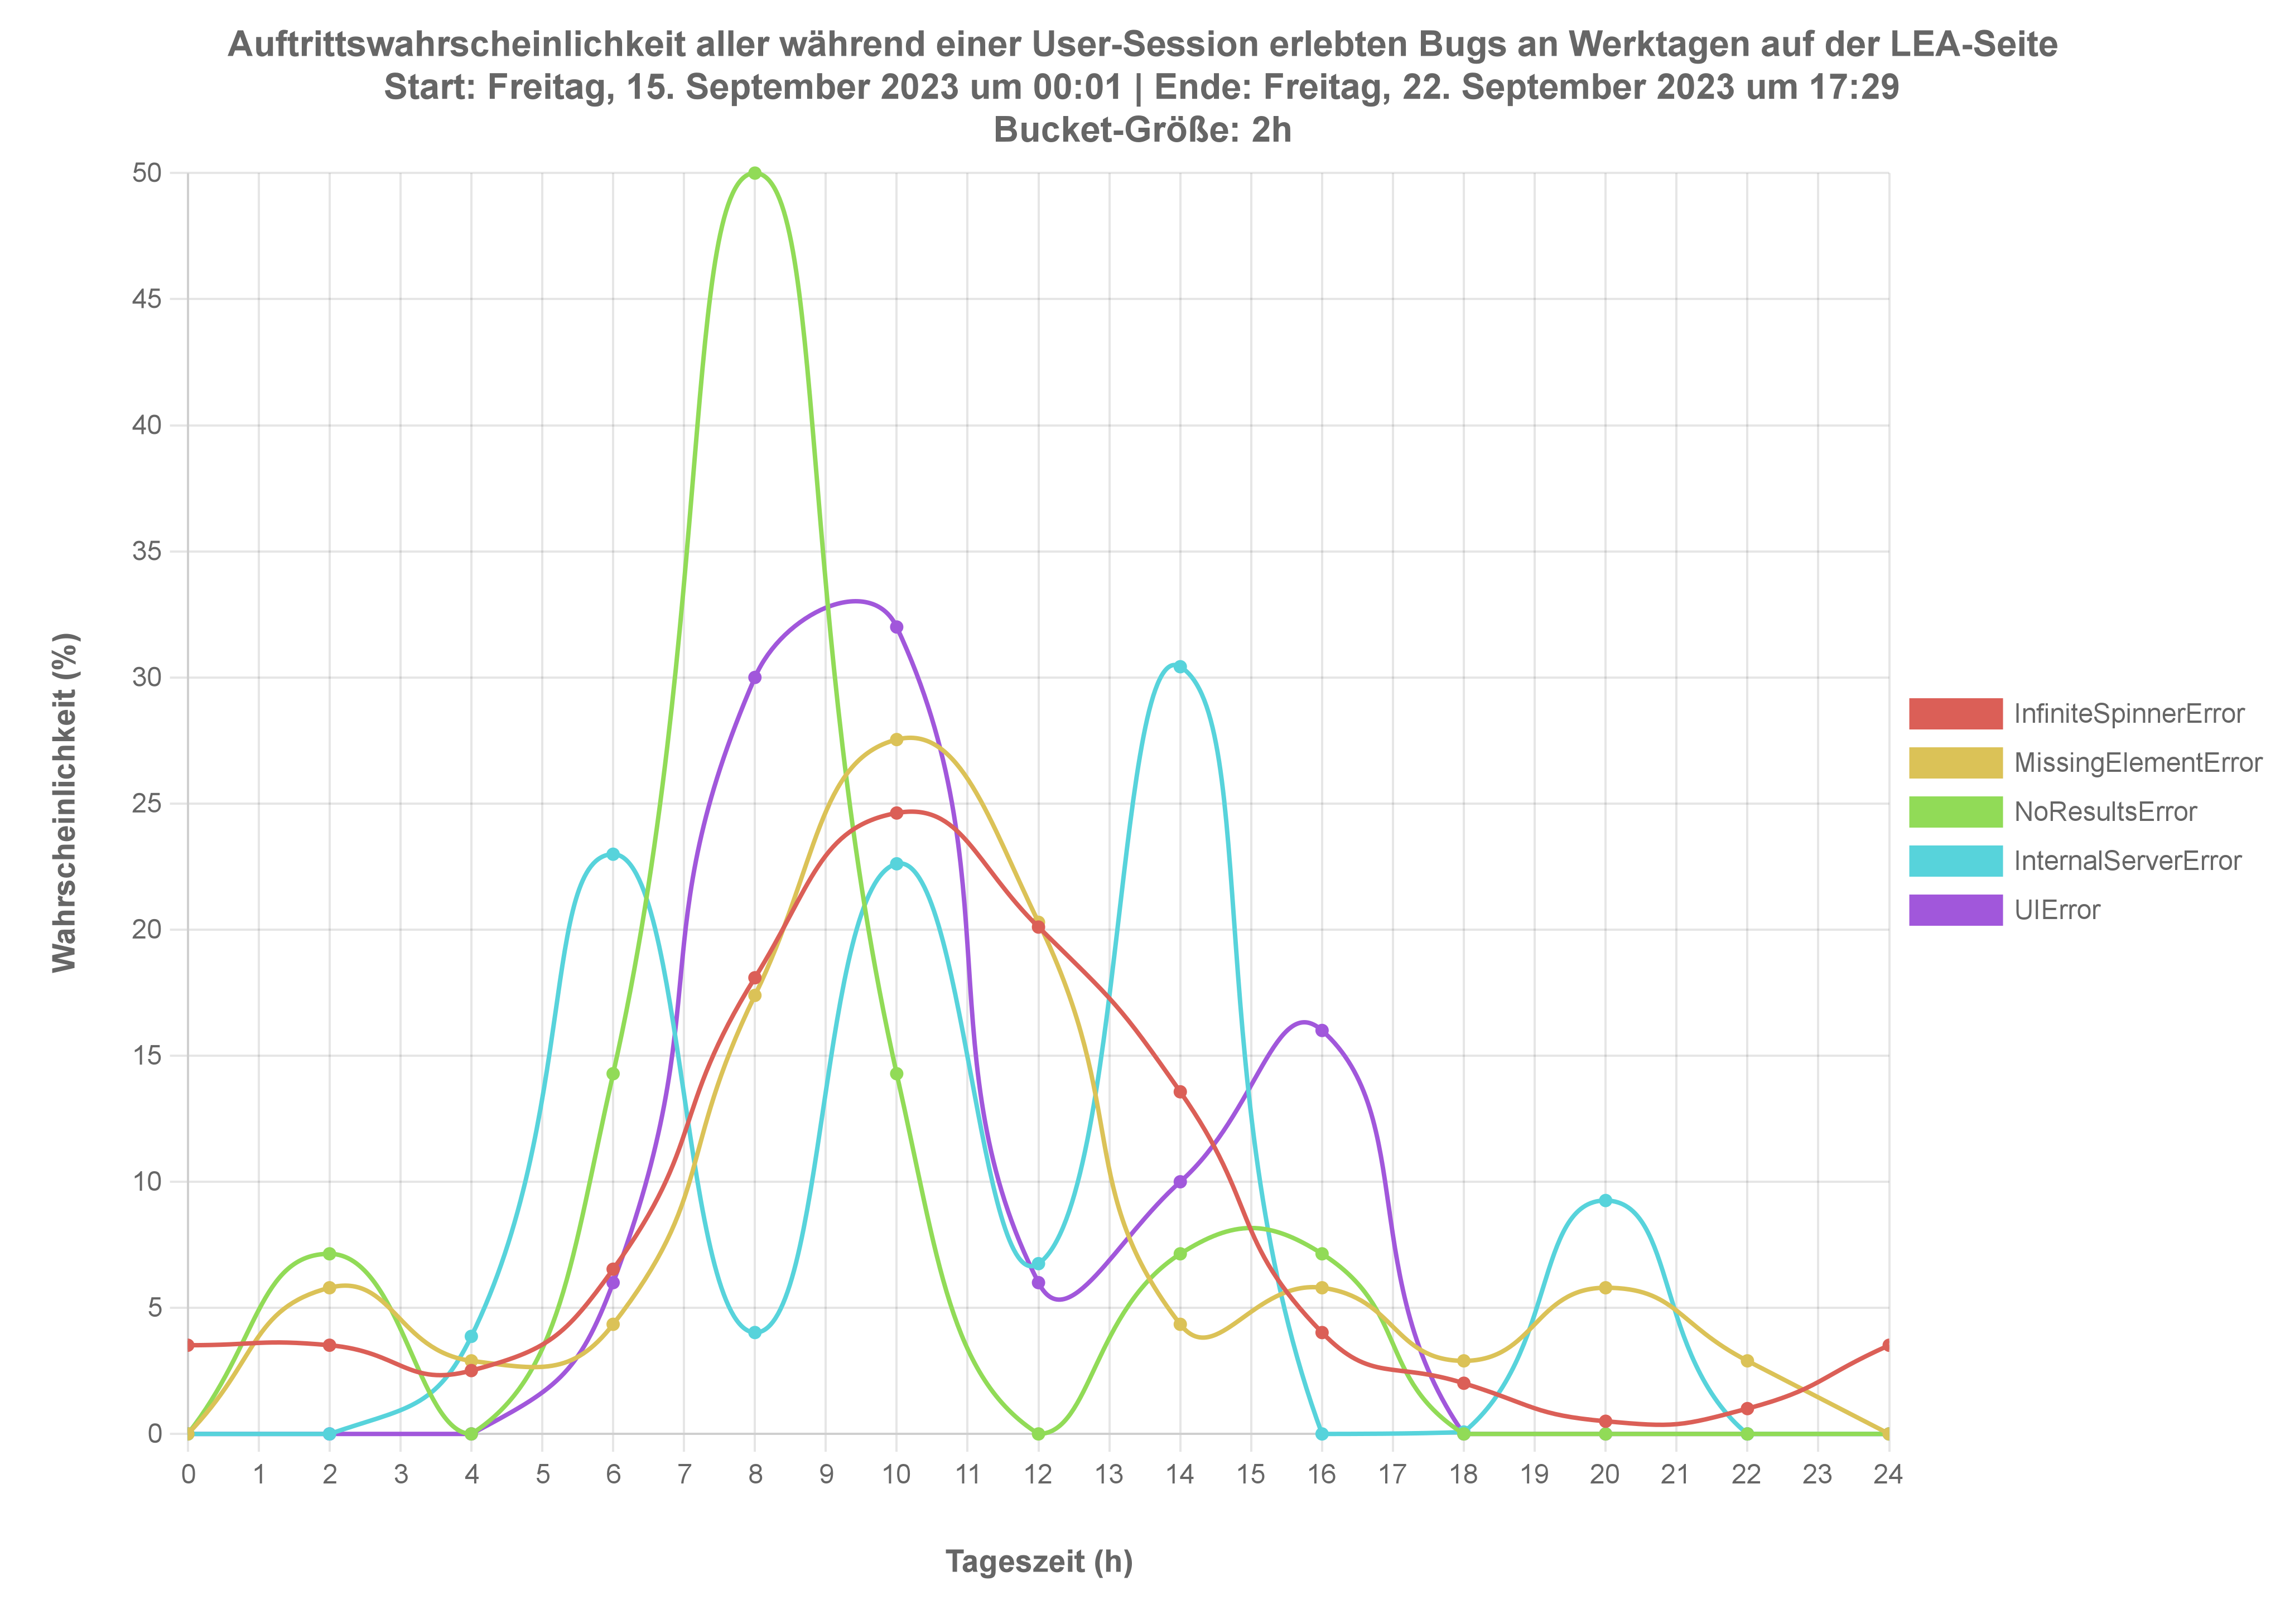 Auftrittswahrscheinlichkeit aller während einer User-Session erlebten Bugs an Werktagen auf der LEA-Seite
Start: Freitag, 15. September 2023 um 00:01 | Ende: Freitag, 22. September 2023 um 17:29
Bucket-Größe: 2h
Wahrscheinlichkeit (%)
50
45
40
35
30
25
20
15
10
5
0
0 1 2 3 4 5 6 7 8 9 10 11 12 13 14 15 16 17 18 19 20 21 22 23 24
Tageszeit (h)
InfiniteSpinnerError
MissingElementError
NoResultsError
InternalServerError
UIError